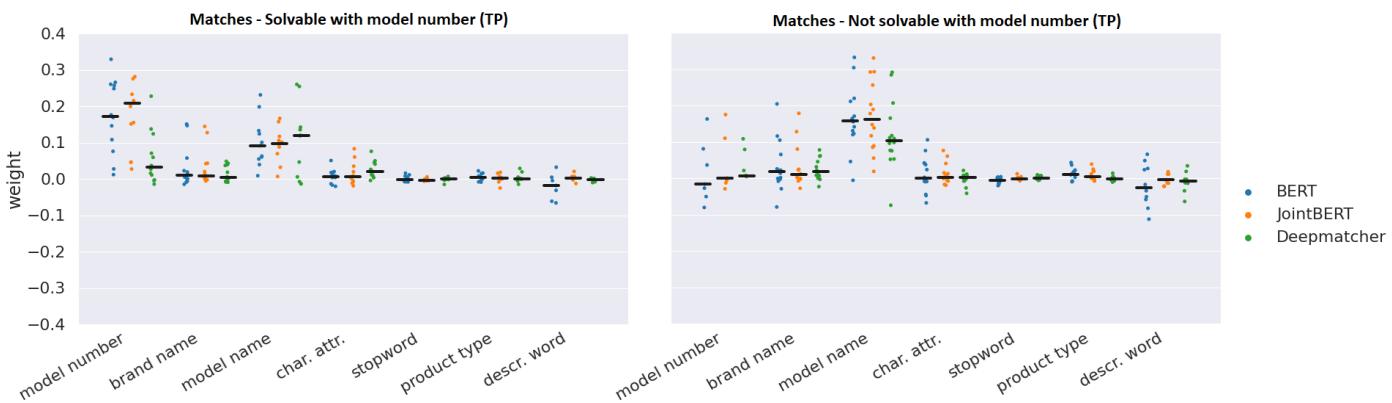 Matches - Solvable with model number (TP)
Matches - Not solvable with model number (TP)
weight
0.4
0.3
0.2
0.1
0.0
−0.1
−0.2
−0.3
−0.4
model number
brand name
model name
char. attr.
stopword
product type
descr. word
model number
brand name
model name
char. attr.
stopword
product type
descr. word
BERT
JointBERT
Deepmatcher